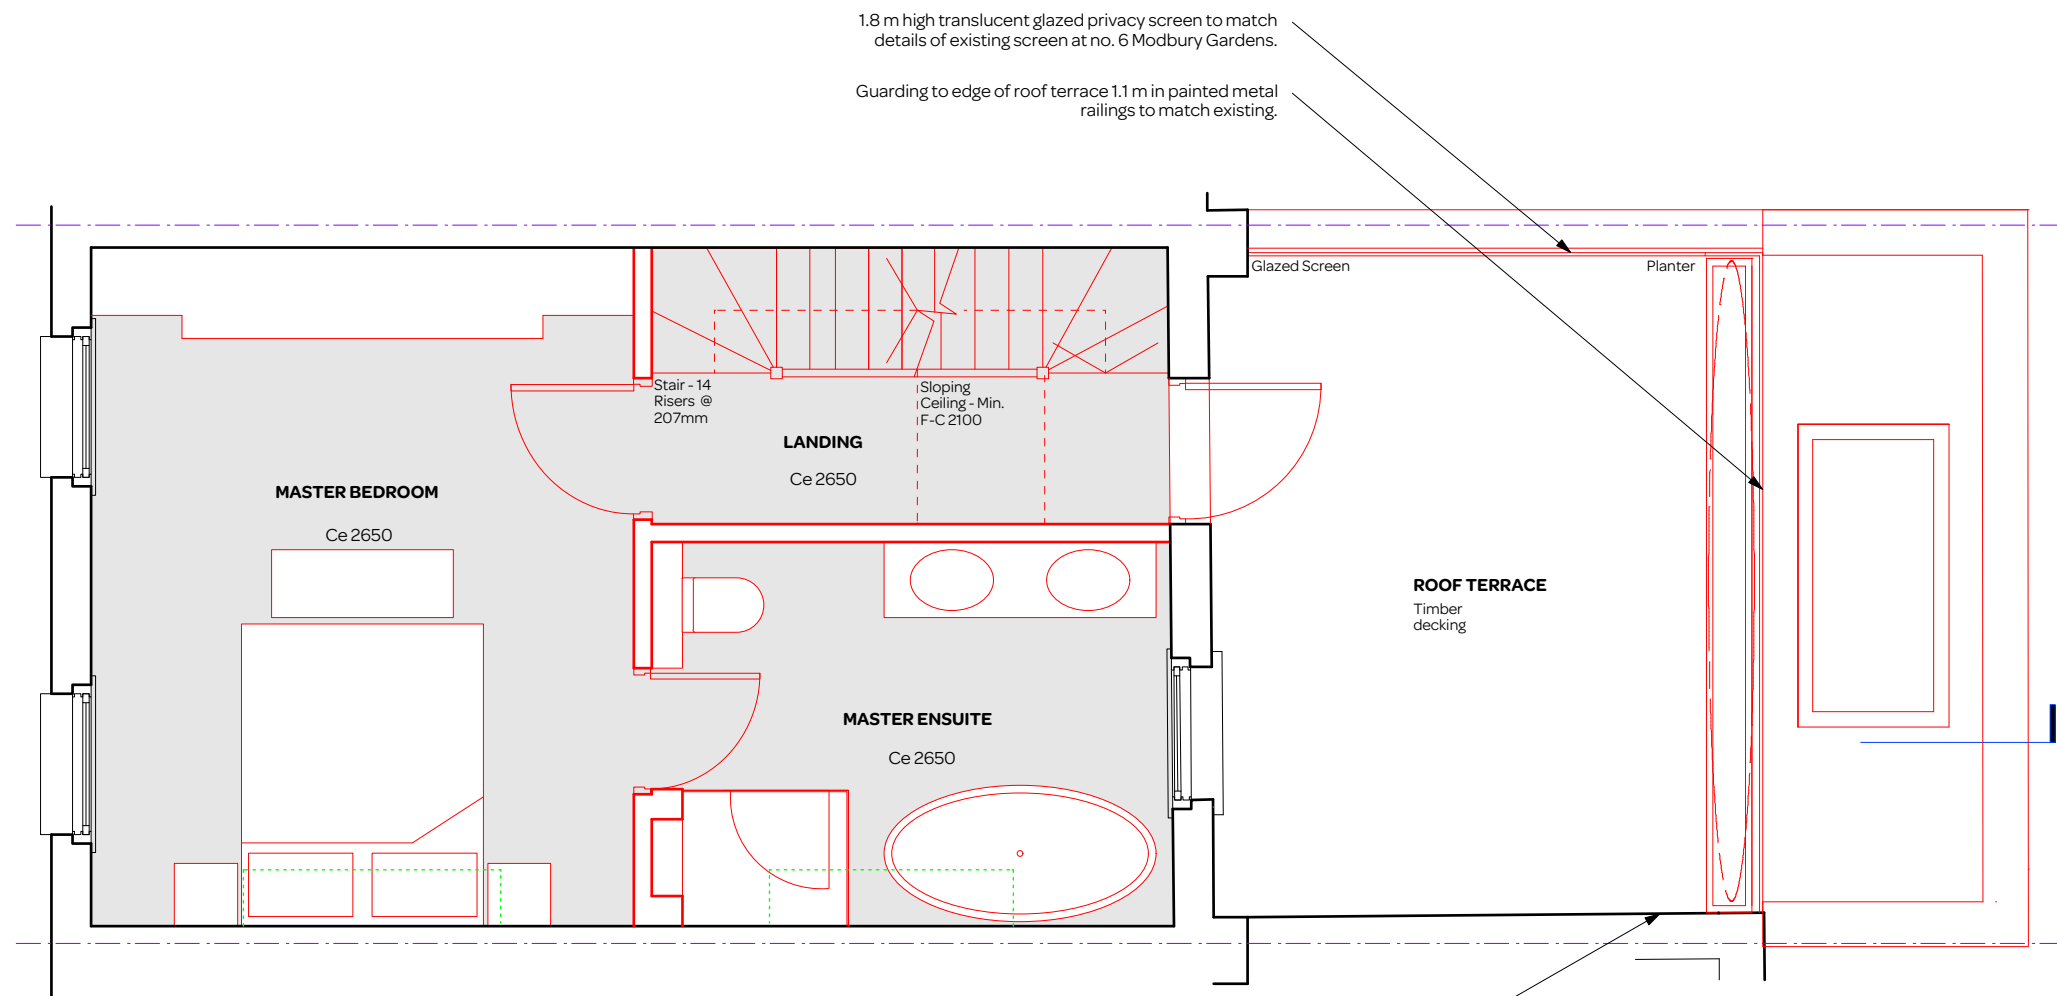 1.8 m high translucent glazed privacy screen to match
details of existing screen at no. 6 Modbury Gardens.
Guarding to edge of roof terrace 1.1 m in painted metal
railings to match existing.
Glazed Screen
Planter
Stair - 14
Risers @
207mm
Sloping
Ceiling - Min.
F-C 2100
LANDING
Ce 2650
MASTER BEDROOM
Ce 2650
ROOF TERRACE
Timber
decking
MASTER ENSUITE
Ce 2650